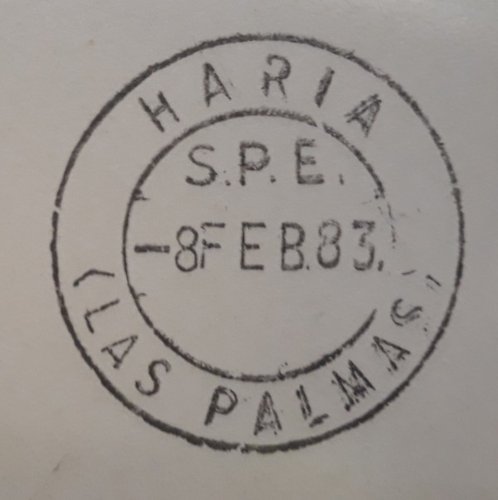 HARIA
S.P.E.
-8FEB.83.
(LAS PALMAS)